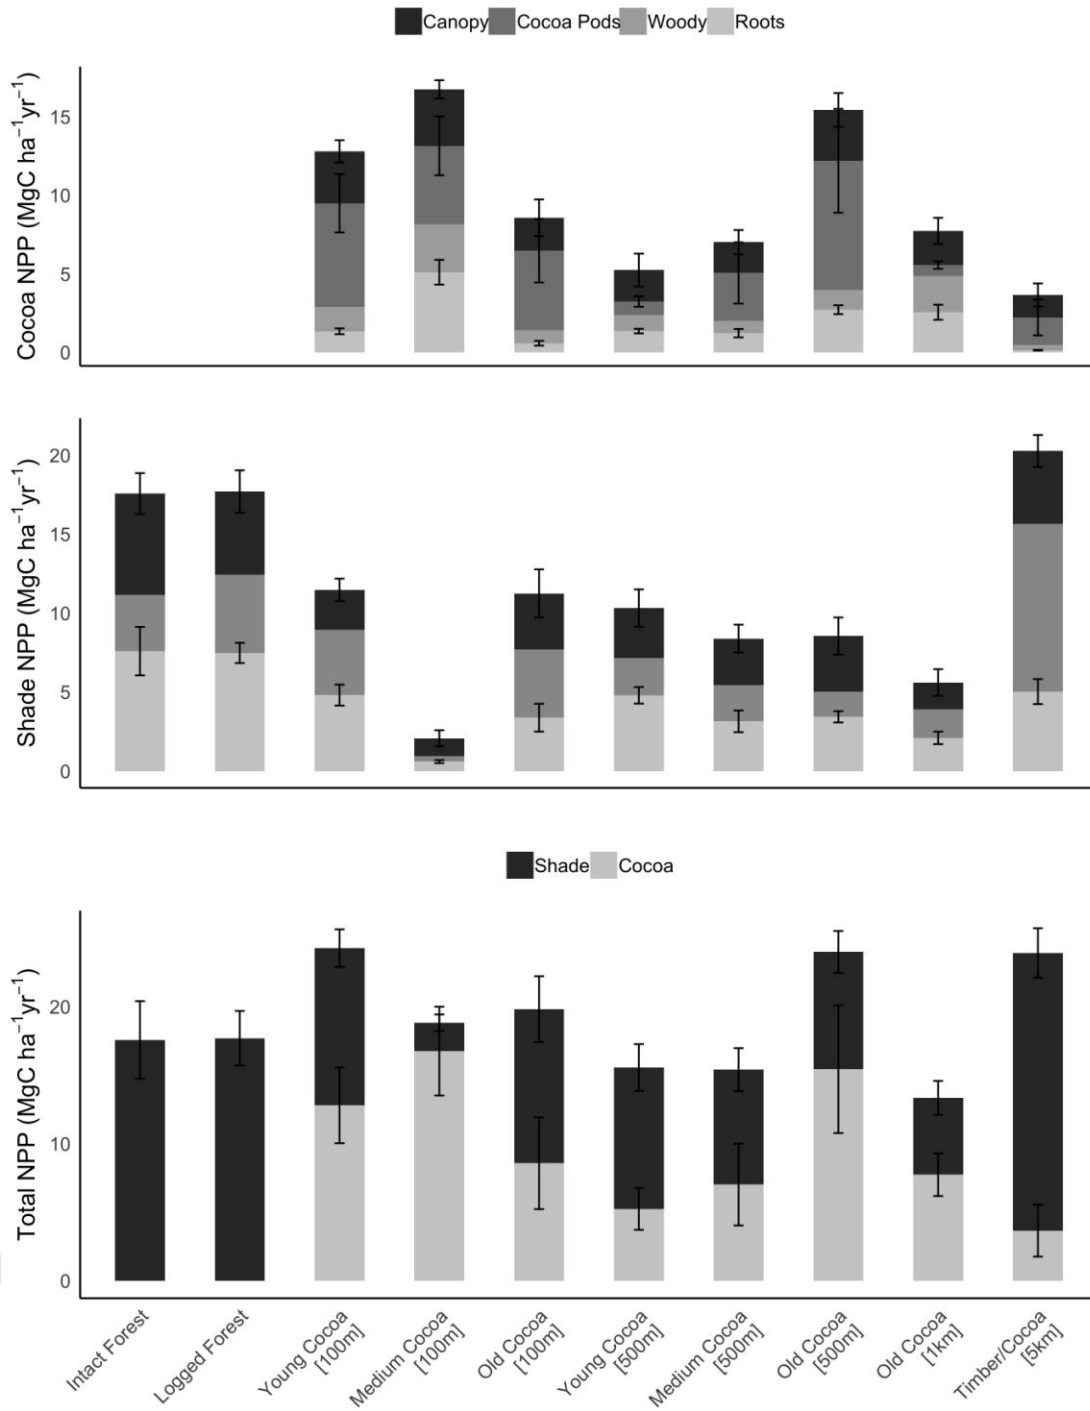 Canopy Cocoa Pods Woody Roots
Cocoa NPP (MgC ha⁻¹yr⁻¹)
15
10
5
0
Shade NPP (MgC ha⁻¹yr⁻¹)
20
15
10
5
0
Shade Cocoa
Total NPP (MgC ha⁻¹yr⁻¹)
20
10
0
Intact Forest
Logged Forest
Young Cocoa
[100m]
Medium Cocoa
[100m]
Old Cocoa
[100m]
Young Cocoa
[500m]
Medium Cocoa
[500m]
Old Cocoa
[500m]
Old Cocoa
[1km]
Timber/Cocoa
[5km]